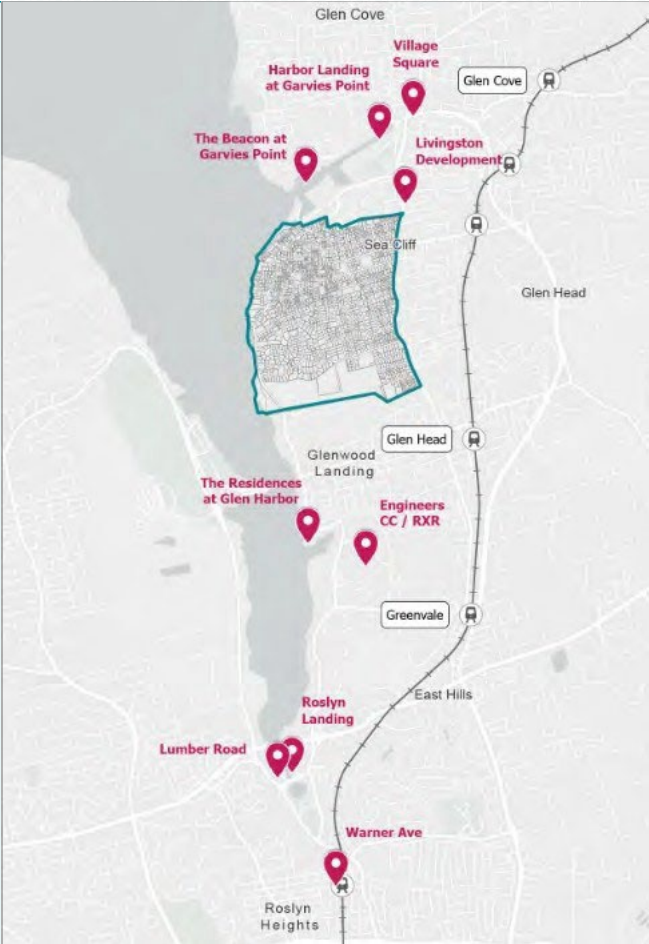 Glen Cove
Village
Square
Harbor Landing
at Garvies Point
Glen Cove
The Beacon at
Garvies Point
Livingston
Development
Sea Cliff
Glen Head
Glen Head
Glenwood
Landing
The Residences
at Glen Harbor
Engineers
CC / RXR
Greenvale
East Hills
Roslyn
Landing
Lumber Road
Warner Ave
Roslyn
Heights